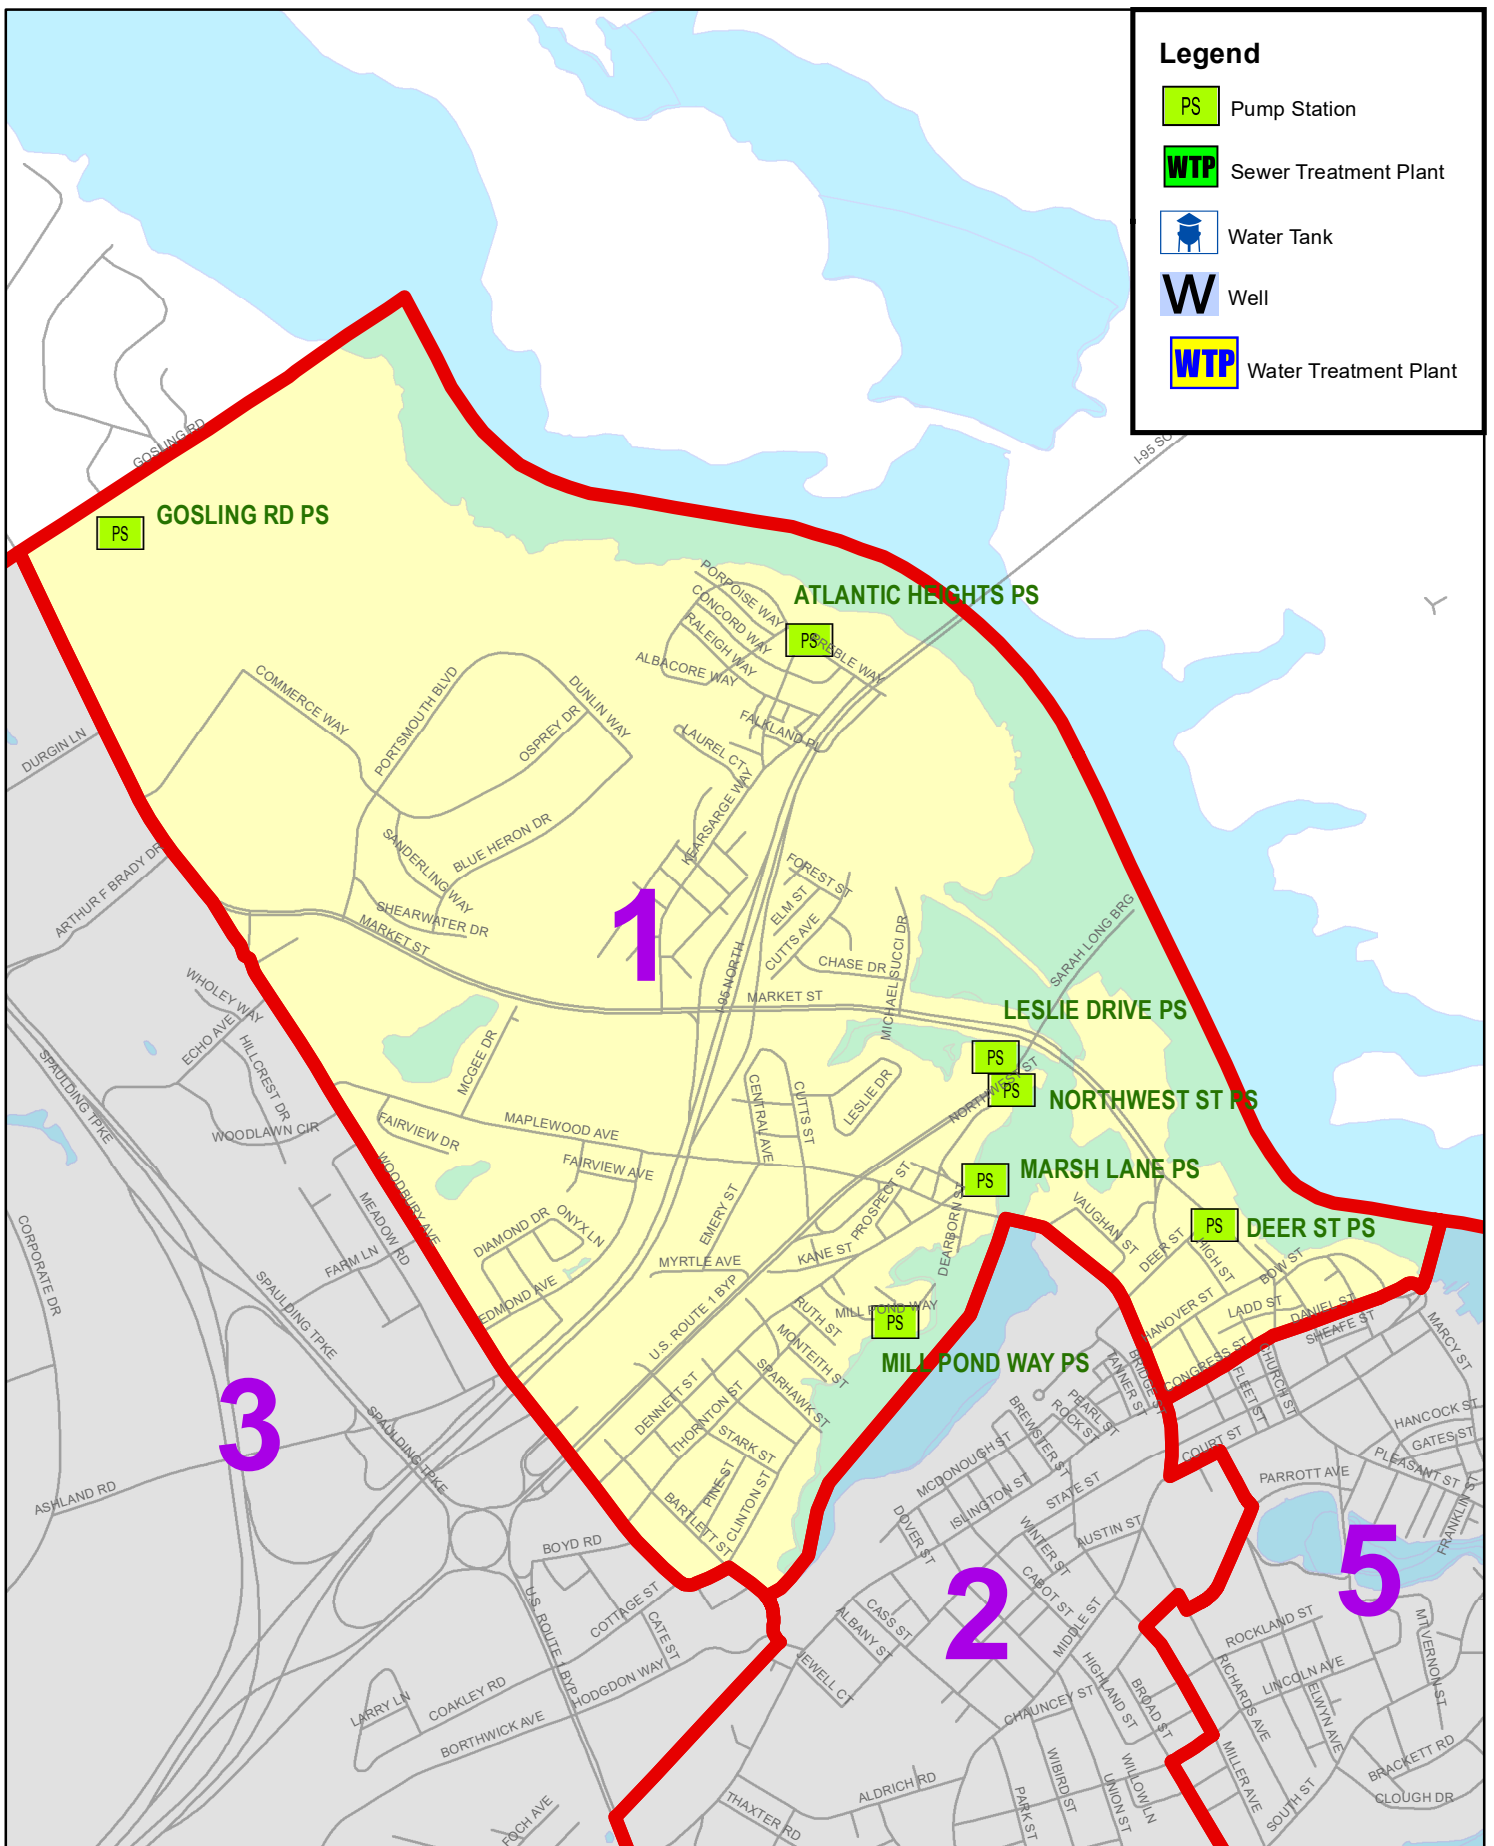 Legend
PS
Pump Station
WTP
Sewer Treatment Plant
Water Tank
W
Well
WTP
Water Treatment Plant
I-95 SO
GOSLING RD
PS
GOSLING RD PS
ATLANTIC HEIGHTS PS
PORPOISE WAY
CONCORD WAY
RALEIGH WAY
ALBACORE WAY
PS
PREBLE WAY
COMMERCE WAY
PORTSMOUTH BLVD
DUNLIN WAY
OSPREY DR
FALKLAND PL
LAUREL CT
KEARSARGE WAY
DURGIN LN
SANDERLING WAY
BLUE HERON DR
SHEARWATER DR
MARKET ST
ARTHUR F BRADY DR
1
FOREST ST
ELM ST
CUTTS AVE
CHASE DR
MICHAEL SUCCI DR
I-95 NORTH
MARKET ST
SARAH LONG BRG
LESLIE DRIVE PS
PS
PS
NORTHWEST ST
NORTHWEST ST PS
WHOLEY WAY
ECHO AVE
HILLCREST DR
WOODLAWN CIR
SPAULDING TPKE
MCGEE DR
MAPLEWOOD AVE
FAIRVIEW DR
FAIRVIEW AVE
CENTRAL AVE
CUTTS ST
LESLIE DR
WOODBURY AVE
MEADOW RD
FARM LN
CORPORATE DR
SPAULDING TPKE
PS
MARSH LANE PS
PROSPECT ST
DEARBORN ST
EMERY ST
KANE ST
MYRTLE AVE
DIAMOND DR
ONYX LN
EDMOND AVE
U.S. ROUTE 1 BYP
VAUGHAN ST
DEER ST
PS
DEER ST PS
HIGH ST
BOW ST
HANOVER ST
LADD ST
DANIEL ST
SHEAFE ST
CONGRESS ST
MARCY ST
MILL POND WAY
PS
MILL POND WAY PS
RUTH ST
MONTEITH ST
SPARHAWK ST
DENNETT ST
THORNTON ST
STARK ST
PINE ST
CLINTON ST
BARTLETT ST
3
SPAULDING TPKE
ASHLAND RD
BRIDGE ST
TANNER ST
PEARL ST
ROCK ST
BREWSTER ST
FLEET ST
CHURCH ST
COURT ST
HANCOCK ST
GATES ST
PLEASANT ST
PARROTT AVE
FRANKLIN ST
MCDONOUGH ST
ISLINGTON ST
STATE ST
DOVER ST
WINTER ST
AUSTIN ST
5
2
CABOT ST
MIDDLE ST
CASS ST
ALBANY ST
JEWELL CT
BOYD RD
COTTAGE ST
CATE ST
U.S. ROUTE 1 BYP
HODGDON WAY
COAKLEY RD
LARRY LN
BORTHWICK AVE
FOCH AVE
HIGHLAND ST
BROAD ST
CHAUNCEY ST
ROCKLAND ST
LINCOLN AVE
RICHARDS AVE
ELWYN AVE
MT VERNON ST
BRACKETT RD
CLOUGH DR
MILLER AVE
SOUTH ST
WIBIRD ST
WILLOW LN
UNION ST
PARK ST
ALDRICH RD
THAXTER RD